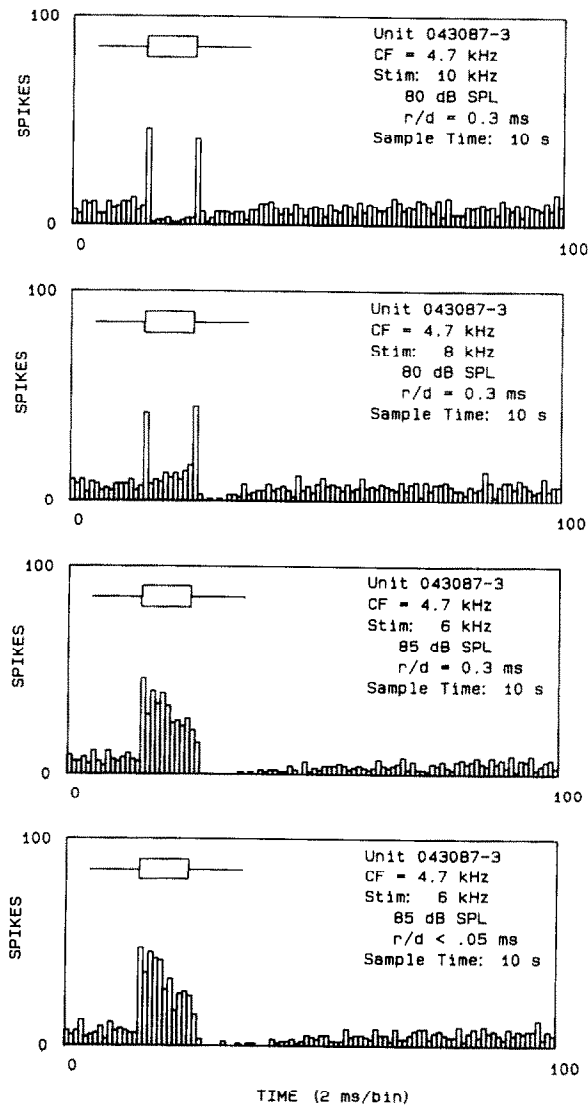 100
SPIKES
0
0
100
Unit 043087-3
CF = 4.7 kHz
Stim: 10 kHz
80 dB SPL
r/d = 0.3 ms
Sample Time: 10 s
100
SPIKES
0
0
100
Unit 043087-3
CF = 4.7 kHz
Stim: 8 kHz
80 dB SPL
r/d = 0.3 ms
Sample Time: 10s
100
SPIKES
0
0
100
Unit 043087-3
CF = 4.7 kHz
Stim: 6 kHz
85 dB SPL
r/d = 0.3 ms
Sample Time: 10 s
100
SPIKES
0
0
100
Unit 043087-3
CF = 4.7 kHz
Stim: 6 kHz
85 dB SPL
r/d < .05 ms
Sample Time: 10 s
TIME (2 ms/bin)